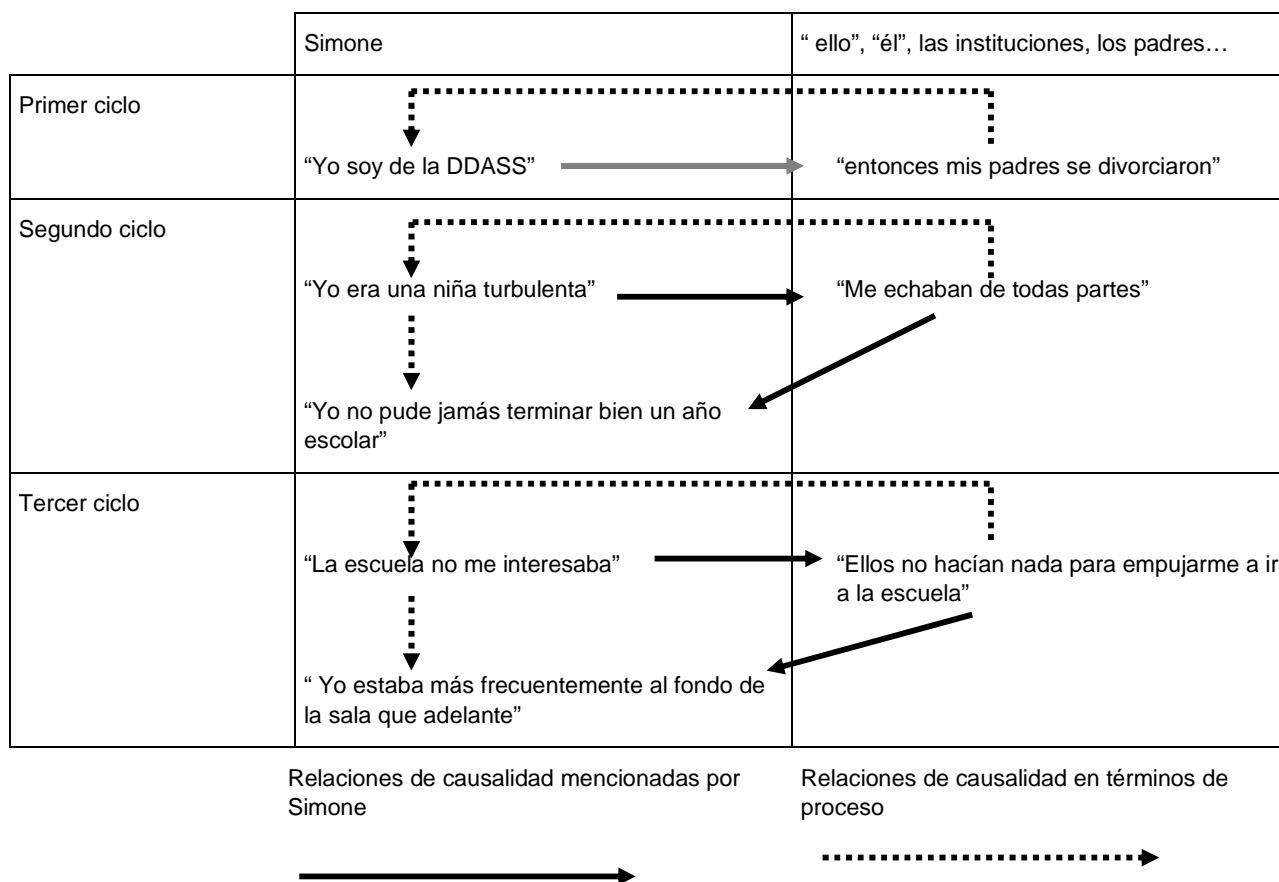 Simone
“ ello”, “él”, las instituciones, los padres…
Primer ciclo
“Yo soy de la DDASS”
“entonces mis padres se divorciaron”
Segundo ciclo
“Yo era una niña turbulenta”
“Me echaban de todas partes”
“Yo no pude jamás terminar bien un año
escolar”
Tercer ciclo
“La escuela no me interesaba”
“Ellos no hacían nada para empujarme a ir
a la escuela”
“ Yo estaba más frecuentemente al fondo de
la sala que adelante”
Relaciones de causalidad mencionadas por
Simone
Relaciones de causalidad en términos de
proceso